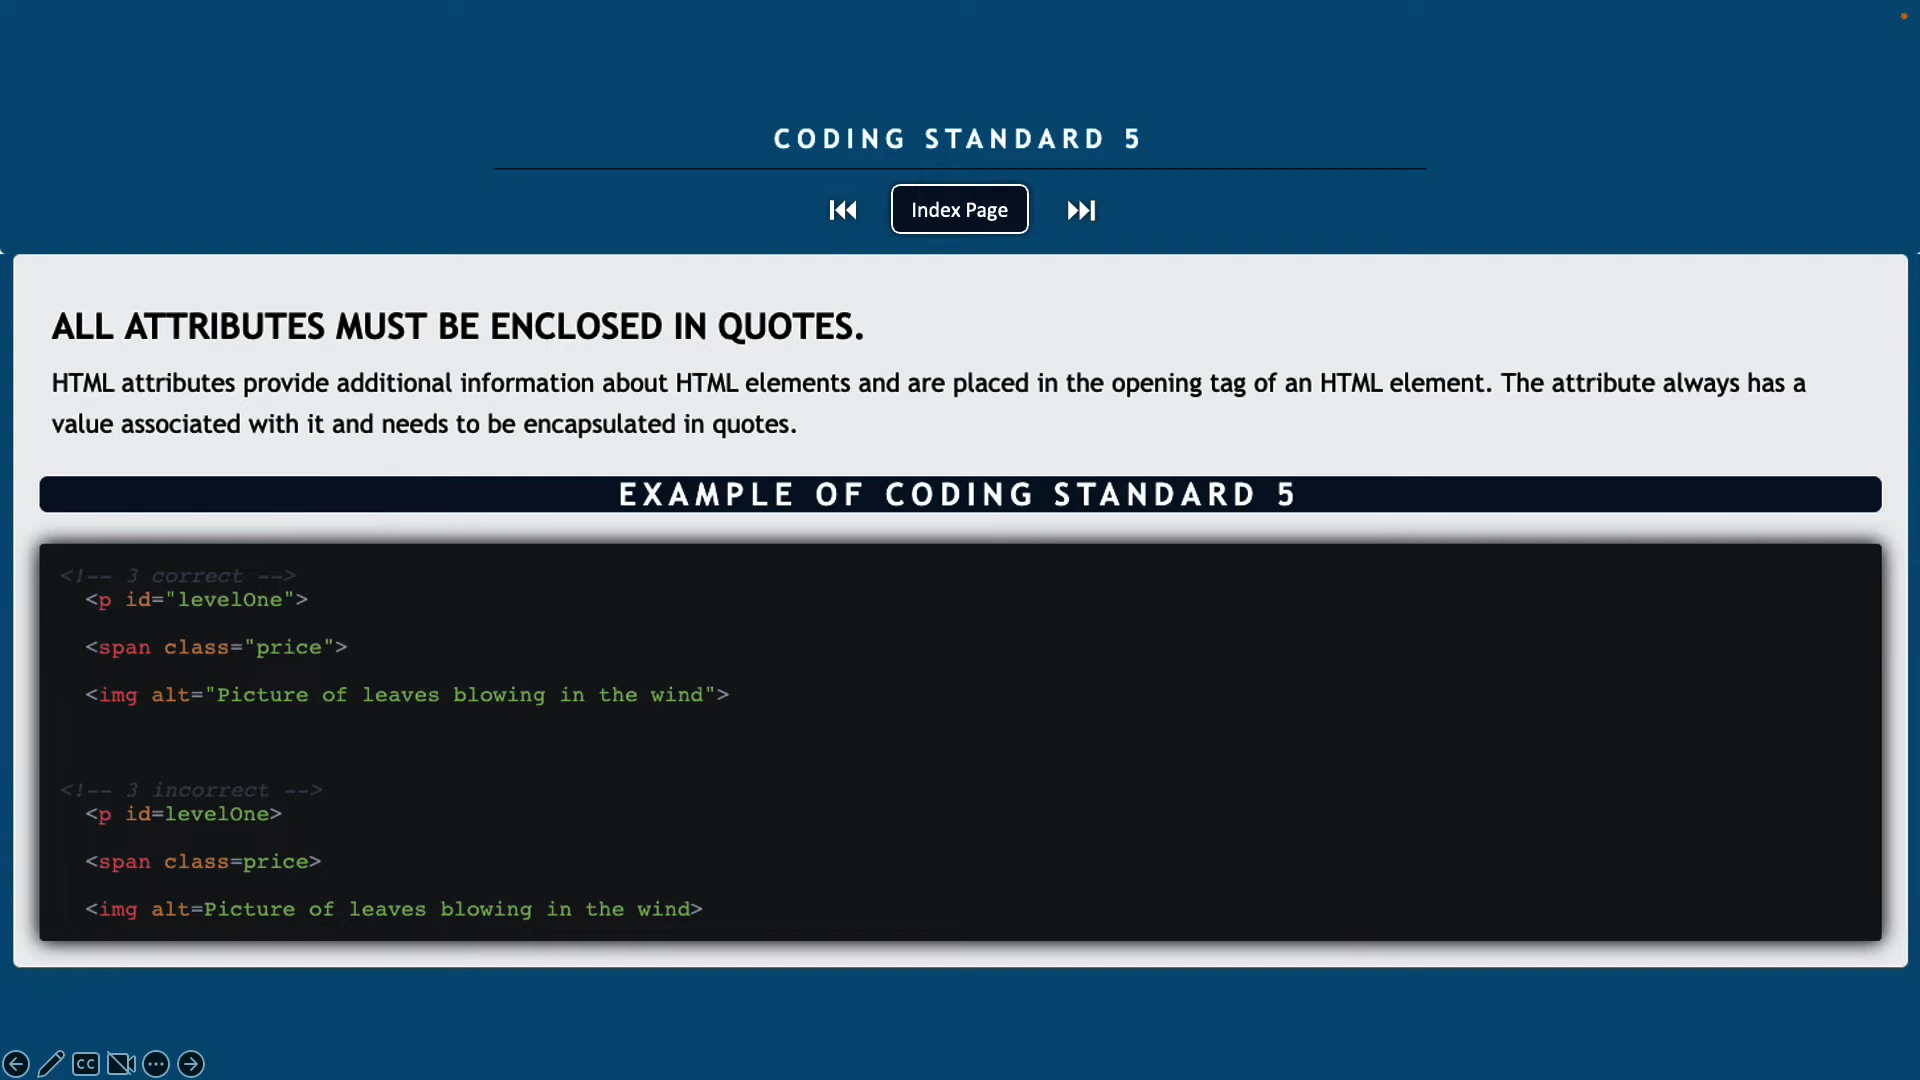 CODING STANDARD 5
Index Page
ALL ATTRIBUTES MUST BE ENCLOSED IN QUOTES.
HTML attributes provide additional information about HTML elements and are placed in the opening tag of an HTML element. The attribute always has a
value associated with it and needs to be encapsulated in quotes.
EXAMPLE OF CODING STANDARD 5
<!-- 3 correct -->
<p id="levelOne">
<span class="price">
<img alt="Picture of leaves blowing in the wind">
<!-- 3 incorrect -->
<p id=levelOne>
<span class=price>
<img alt=Picture of leaves blowing in the wind>
CC